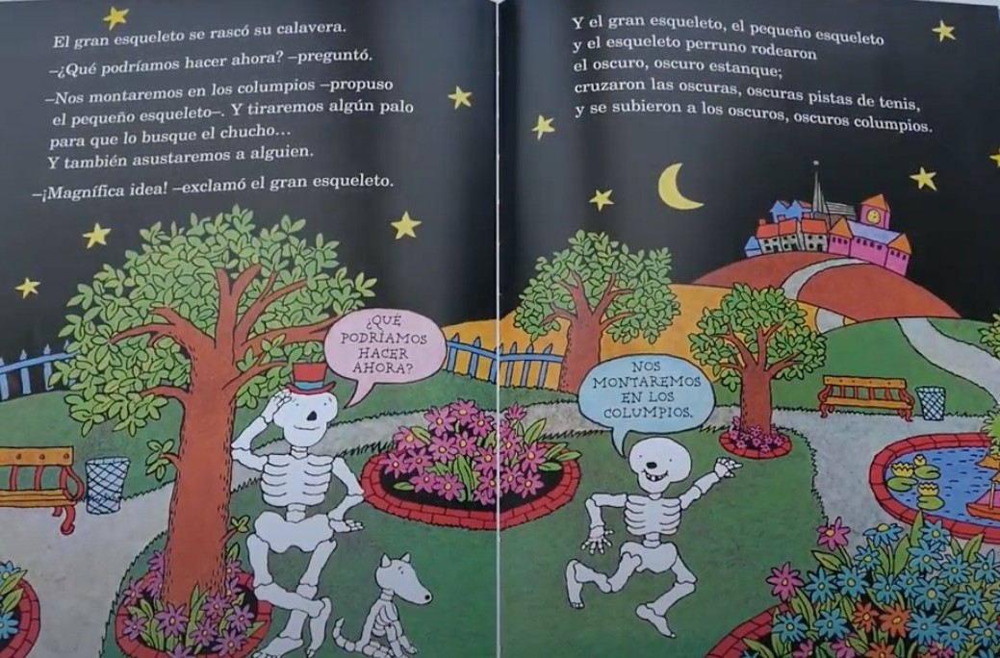 El gran esqueleto se rascó su calavera.
–¿Qué podríamos hacer ahora? –preguntó.
–Nos montaremos en los columpios –propuso
el pequeño esqueleto–. Y tiraremos algún palo
para que lo busque el chucho...
Y también asustaremos a alguien.
–¡Magnífica idea! –exclamó el gran esqueleto.
¿QUÉ
PODRÍAMOS
HACER
AHORA?
Y el gran esqueleto, el pequeño esqueleto
y el esqueleto perruno rodearon
el oscuro, oscuro estanque;
cruzaron las oscuras, oscuras pistas de tenis,
y se subieron a los oscuros, oscuros columpios.
NOS
MONTAREMOS
EN LOS
COLUMPIOS.